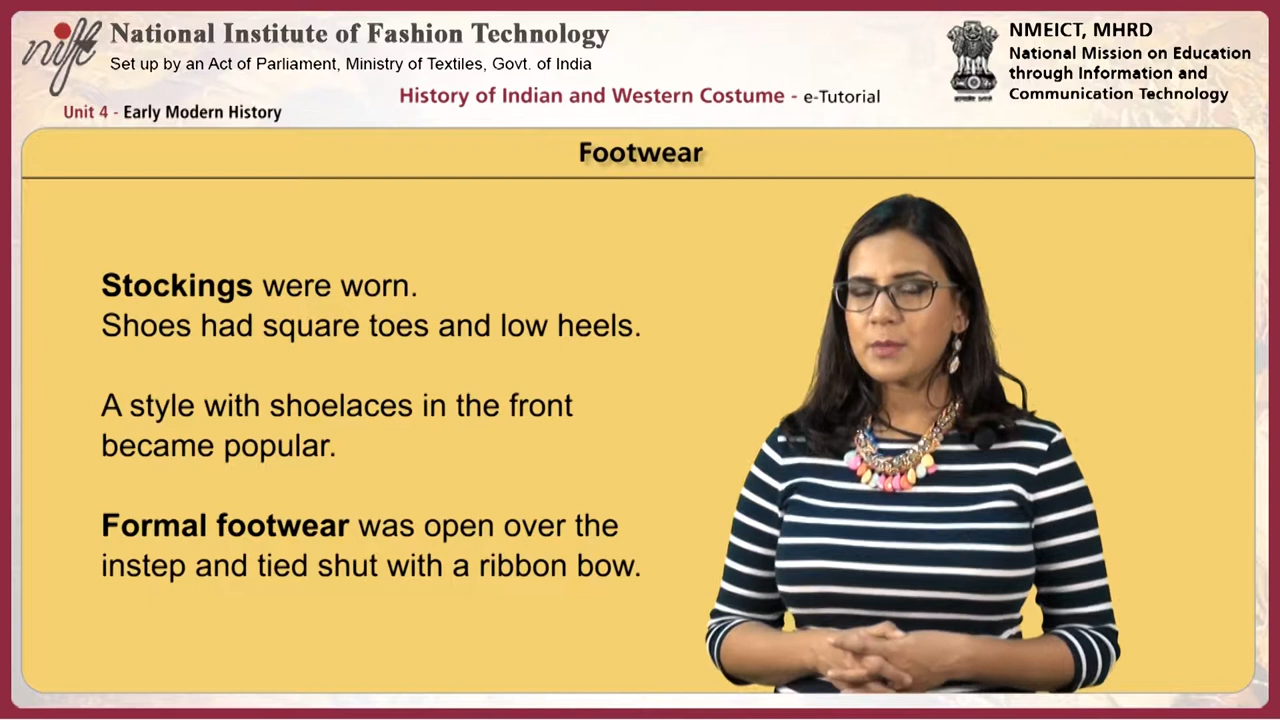 nift
National Institute of Fashion Technology
Set up by an Act of Parliament, Ministry of Textiles, Govt. of India
NMEICT, MHRD
National Mission on Education
through Information and
Communication Technology
History of Indian and Western Costume - e-Tutorial
Unit 4 - Early Modern History
Footwear
Stockings were worn.
Shoes had square toes and low heels.
A style with shoelaces in the front
became popular.
Formal footwear was open over the
instep and tied shut with a ribbon bow.